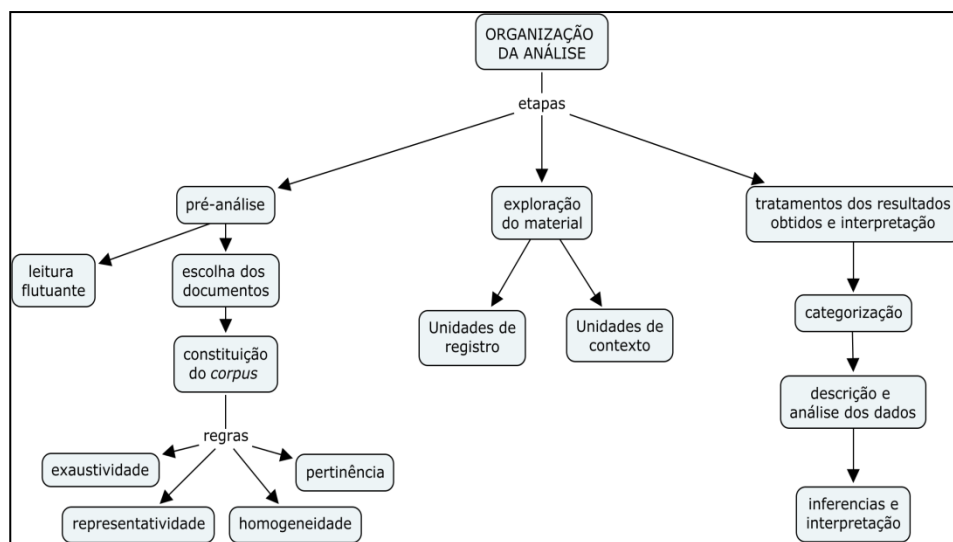 ORGANIZAÇÃO
DA ANÁLISE
etapas
pré-análise
exploração
do material
tratamentos dos resultados
obtidos e interpretação
leitura
flutuante
escolha dos
documentos
categorização
Unidades de
registro
Unidades de
contexto
constituição
do corpus
descrição e
análise dos dados
regras
exaustividade
pertinência
representatividade
homogeneidade
inferencias e
interpretação